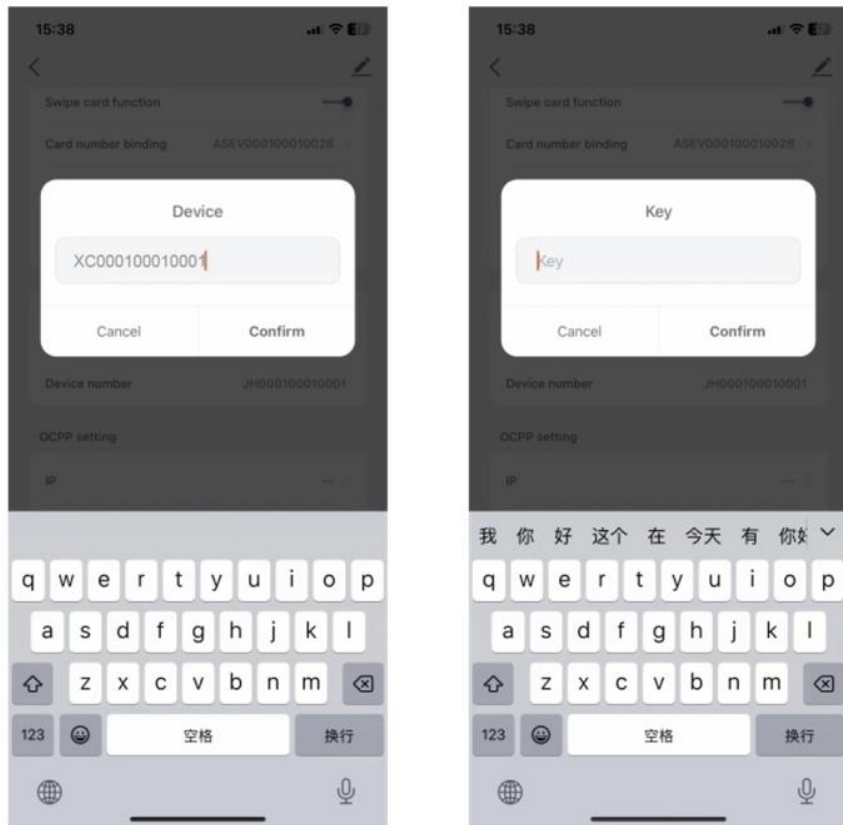 15:38
Swipe card function
Card number binding ASEV000100010028
Device
XC000100010001
Cancel Confirm
Device number JH000100010001
OCPP setting
IP --
q w e r t y u i o p
a s d f g h j k l
z x c v b n m
123 空格 换行
15:38
Swipe card function
Card number binding ASEV000100010028
Key
Key
Cancel Confirm
Device number JH000100010001
OCPP setting
IP --
我 你 好 这个 在 今天 有 你好
q w e r t y u i o p
a s d f g h j k l
z x c v b n m
123 空格 换行